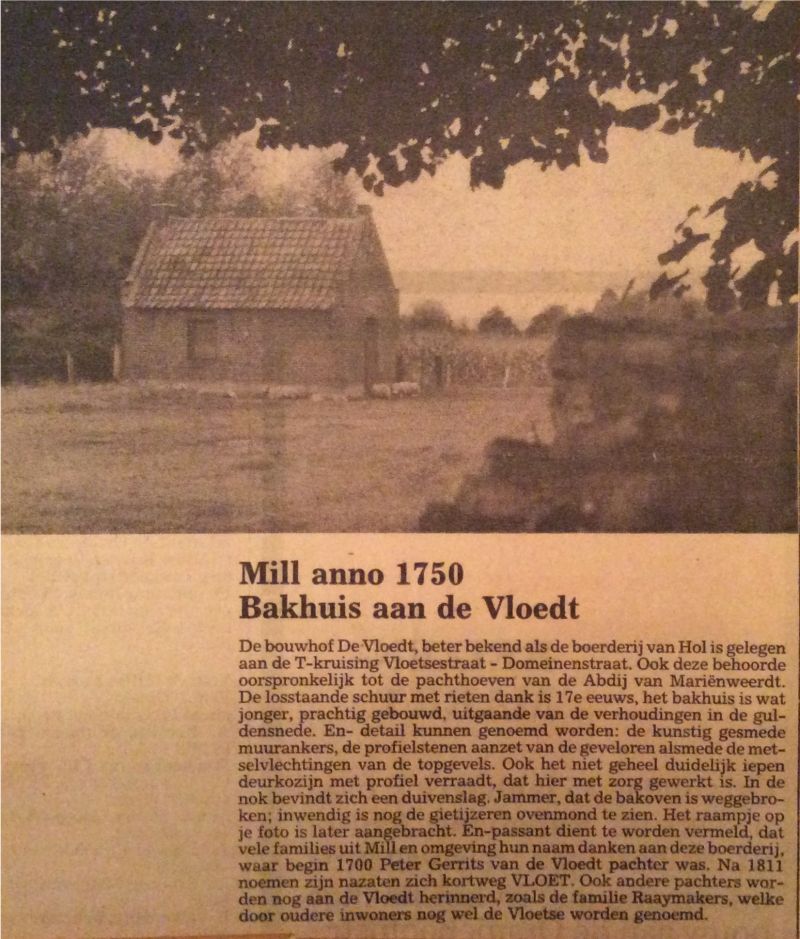 Mill anno 1750
Bakhuis aan de Vloedt
De bouwhof De Vloedt, beter bekend als de boerderij van Hol is gelegen
aan de T-kruising Vloetsestraat - Domeinenstraat. Ook deze behoorde
oorspronkelijk tot de pachthoeven van de Abdij van Mariënweerdt.
De losstaande schuur met rieten dank is 17e eeuws, het bakhuis is wat
jonger, prachtig gebouwd, uitgaande van de verhoudingen in de gul-
densnede. En- detail kunnen genoemd worden: de kunstig gesmede
muurankers, de profielstenen aanzet van de geveloren alsmede de met-
selvlechtingen van de topgevels. Ook het niet geheel duidelijk iepen
deurkozijn met profiel verraadt, dat hier met zorg gewerkt is. In de
nok bevindt zich een duivenslag. Jammer, dat de bakoven is weggebro-
ken; inwendig is nog de gietijzeren ovenmond te zien. Het raampje op
je foto is later aangebracht. En-passant dient te worden vermeld, dat
vele families uit Mill en omgeving hun naam danken aan deze boerderij,
waar begin 1700 Peter Gerrits van de Vloedt pachter was. Na 1811
noemen zijn nazaten zich kortweg VLOET. Ook andere pachters wor-
den nog aan de Vloedt herinnerd, zoals de familie Raaymakers, welke
door oudere inwoners nog wel de Vloetse worden genoemd.